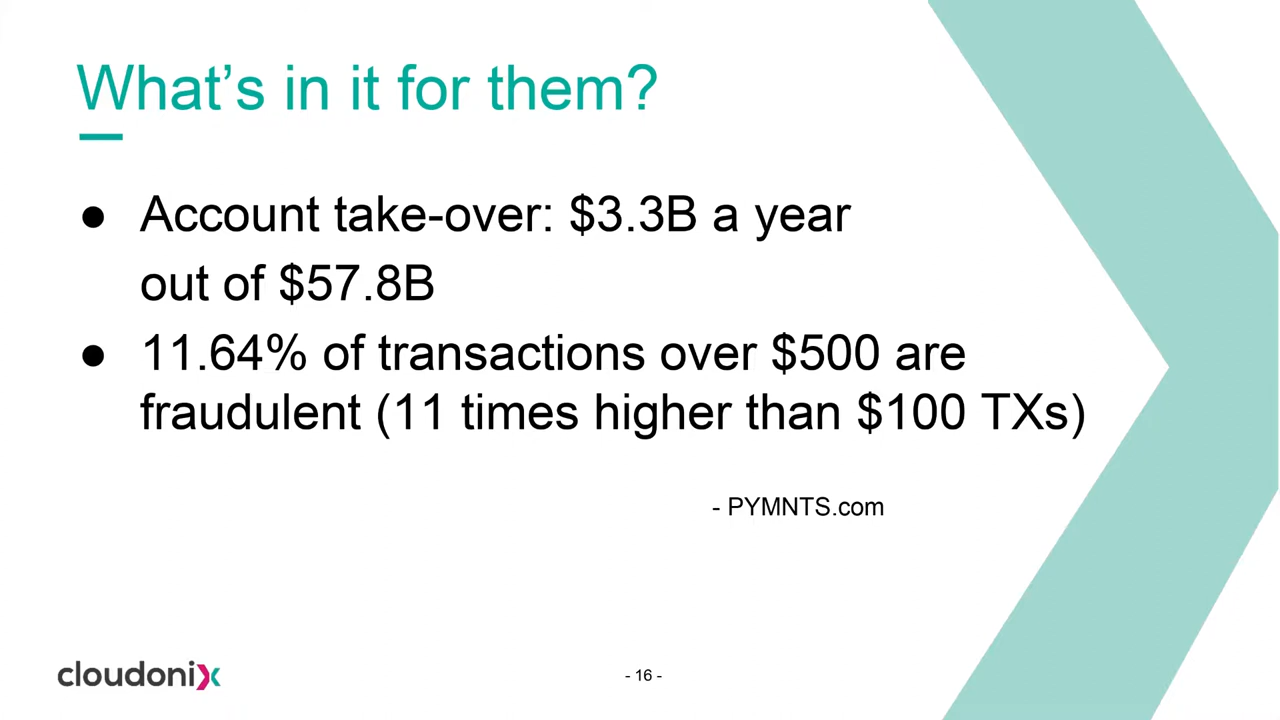 What’s in it for them?
● Account take-over: $3.3B a year
out of $57.8B
● 11.64% of transactions over $500 are
fraudulent (11 times higher than $100 TXs)
- PYMNTS.com
cloudonix
- 16 -